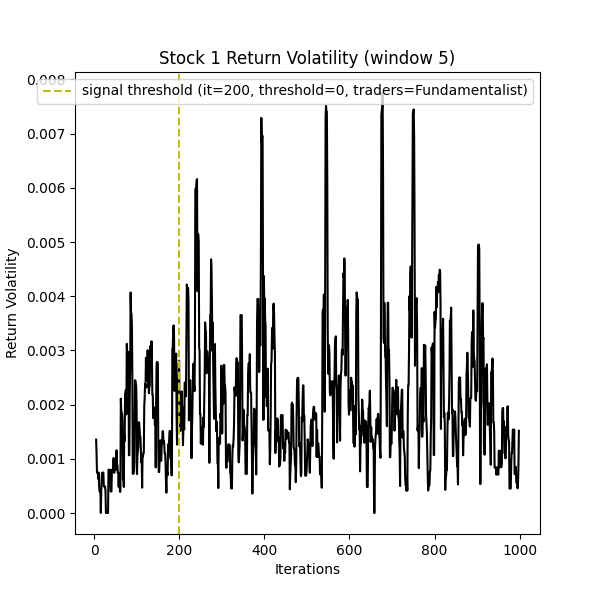 Stock 1 Return Volatility (window 5)
signal threshold (it=200, threshold=0, traders=Fundamentalist)
Return Volatility
0.008
0.007
0.006
0.005
0.004
0.003
0.002
0.001
0.000
0 200 400 600 800 1000
Iterations